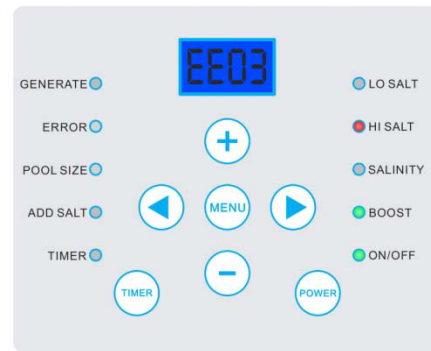 EE03
GENERATE
LO SALT
ERROR
HI SALT
POOL SIZE
SALINITY
MENU
ADD SALT
BOOST
TIMER
ON/OFF
TIMER
POWER